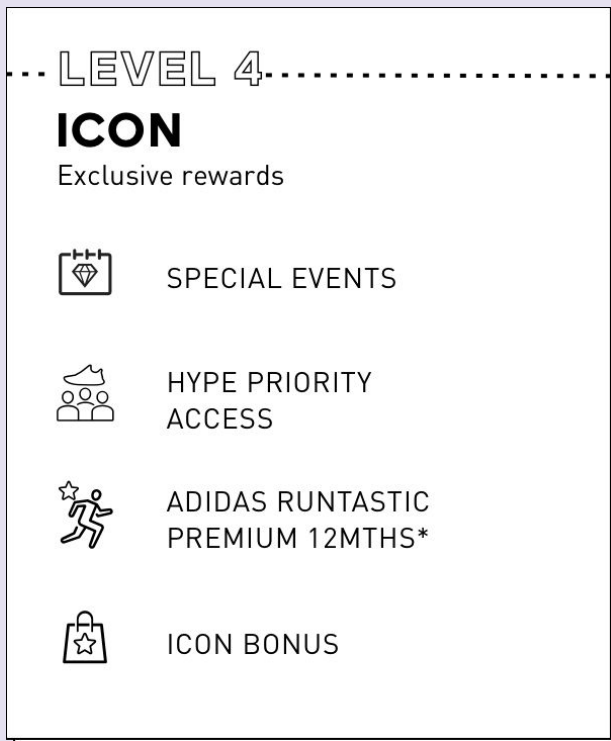 LEVEL 4
ICON
Exclusive rewards
SPECIAL EVENTS
HYPE PRIORITY
ACCESS
ADIDAS RUNTASTIC
PREMIUM 12MTHS*
ICON BONUS